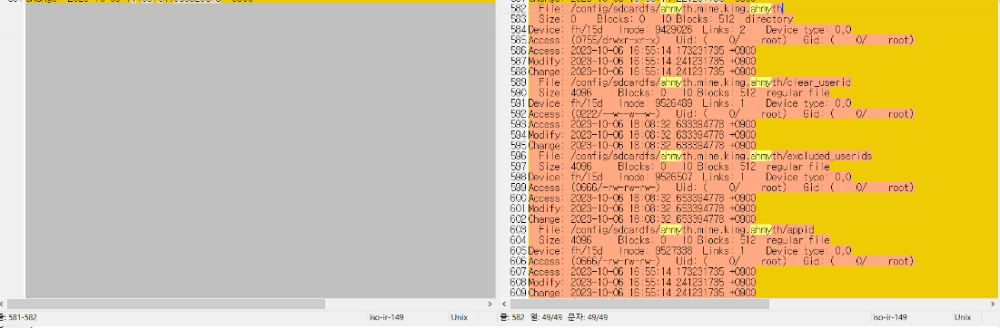 582 File: /config/sdcardfs/ahmyth.mine.king.ahmyth
583 Size: 0 Blocks: 0 IO Blocks: 512 directory
584 Device: fh/15d Inode: 9429026 Links: 2 Device type: 0,0
585 Access: (0755/drwxr-xr-x) Uid: ( 0/ root) Gid: ( 0/ root)
586 Access: 2023-10-06 16:55:14.173231735 +0900
587 Modify: 2023-10-06 16:55:14.241231735 +0900
588 Change: 2023-10-06 16:55:14.241231735 +0900
589 File: /config/sdcardfs/ahmyth.mine.king.ahmyth/clear_userid
590 Size: 4096 Blocks: 0 IO Blocks: 512 regular file
591 Device: fh/15d Inode: 9526489 Links: 1 Device type: 0,0
592 Access: (0222/--w--w--w-) Uid: ( 0/ root) Gid: ( 0/ root)
593 Access: 2023-10-06 18:08:32.633394778 +0900
594 Modify: 2023-10-06 18:08:32.633394778 +0900
595 Change: 2023-10-06 18:08:32.633394778 +0900
596 File: /config/sdcardfs/ahmyth.mine.king.ahmyth/excluded_userids
597 Size: 4096 Blocks: 0 IO Blocks: 512 regular file
598 Device: fh/15d Inode: 9526507 Links: 1 Device type: 0,0
599 Access: (0666/-rw-rw-rw-) Uid: ( 0/ root) Gid: ( 0/ root)
600 Access: 2023-10-06 18:08:32.653394778 +0900
601 Modify: 2023-10-06 18:08:32.653394778 +0900
602 Change: 2023-10-06 18:08:32.653394778 +0900
603 File: /config/sdcardfs/ahmyth.mine.king.ahmyth/appid
604 Size: 4096 Blocks: 0 IO Blocks: 512 regular file
605 Device: fh/15d Inode: 9527338 Links: 1 Device type: 0,0
606 Access: (0666/-rw-rw-rw-) Uid: ( 0/ root) Gid: ( 0/ root)
607 Access: 2023-10-06 16:55:14.173231735 +0900
608 Modify: 2023-10-06 16:55:14.241231735 +0900
609 Change: 2023-10-06 16:55:14.241231735 +0900
줄: 581-582 iso-ir-149 Unix
줄: 582 열: 49/49 문자: 49/49 iso-ir-149 Unix